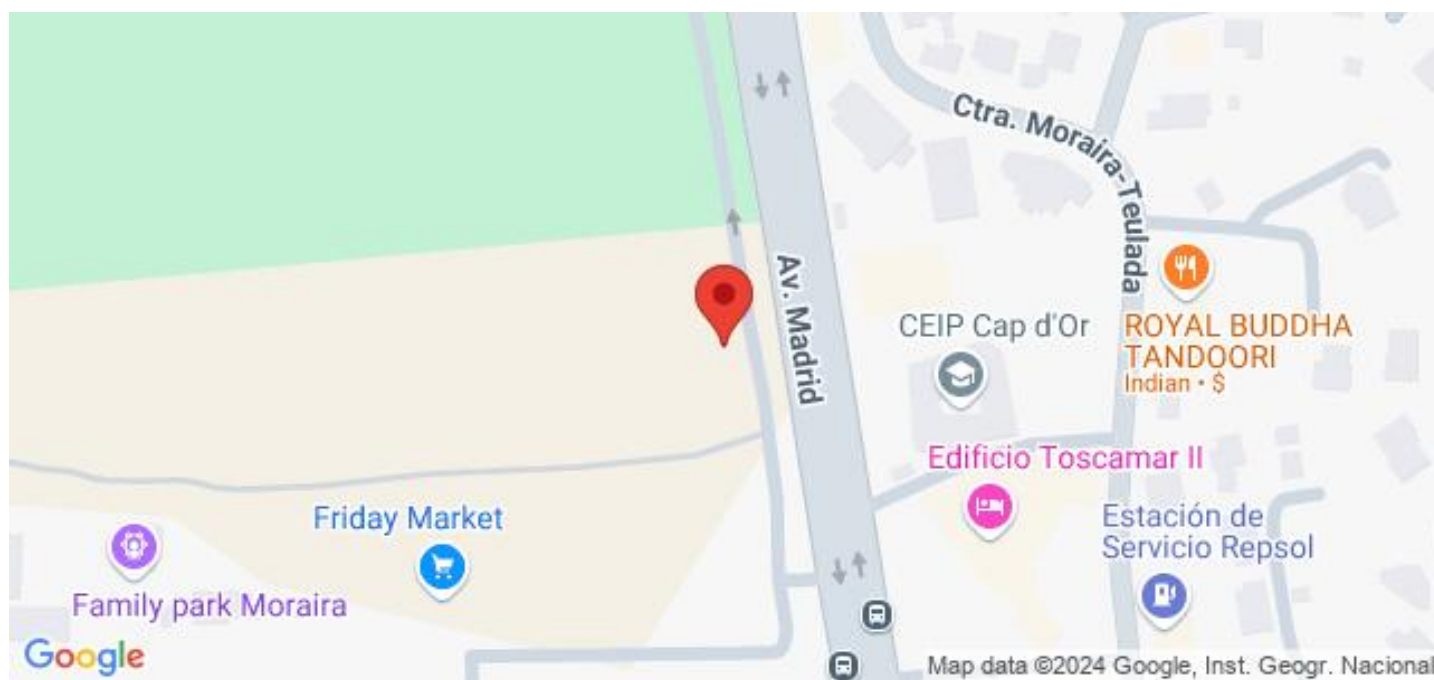 Ctra. Moraira-Teulada
Av. Madrid
CEIP Cap d'Or
ROYAL BUDDHA
TANDOORI
Indian • $
Edificio Toscamar II
Friday Market
Estación de
Servicio Repsol
Family park Moraira
Google
Map data ©2024 Google, Inst. Geogr. Nacional